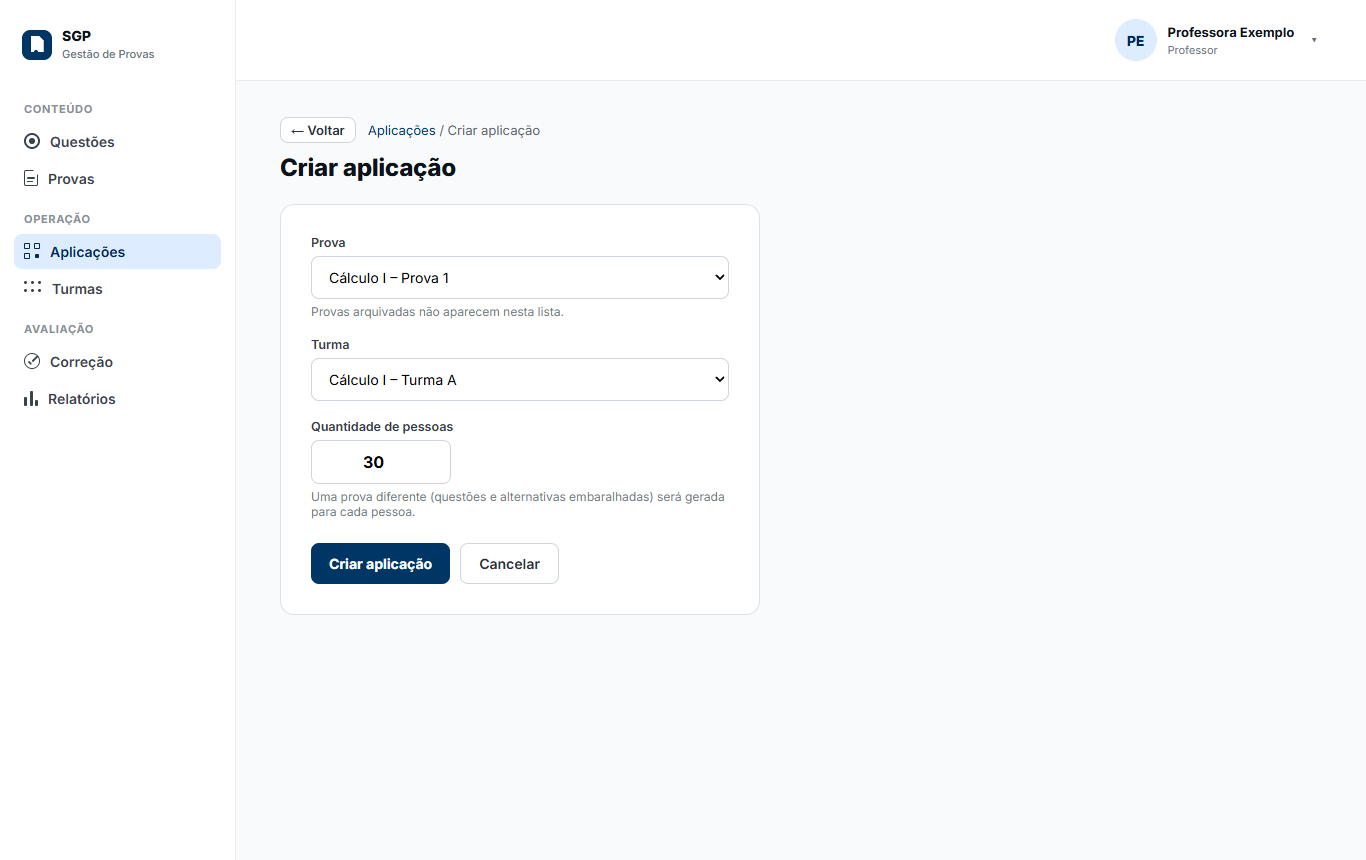 SGP
Gestão de Provas
PE
Professora Exemplo
Professor
CONTEÚDO
Questões
Provas
OPERAÇÃO
Aplicações
Turmas
AVALIAÇÃO
Correção
Relatórios
← Voltar
Aplicações / Criar aplicação
Criar aplicação
Prova
Cálculo I – Prova 1
Provas arquivadas não aparecem nesta lista.
Turma
Cálculo I – Turma A
Quantidade de pessoas
30
Uma prova diferente (questões e alternativas embaralhadas) será gerada
para cada pessoa.
Criar aplicação
Cancelar